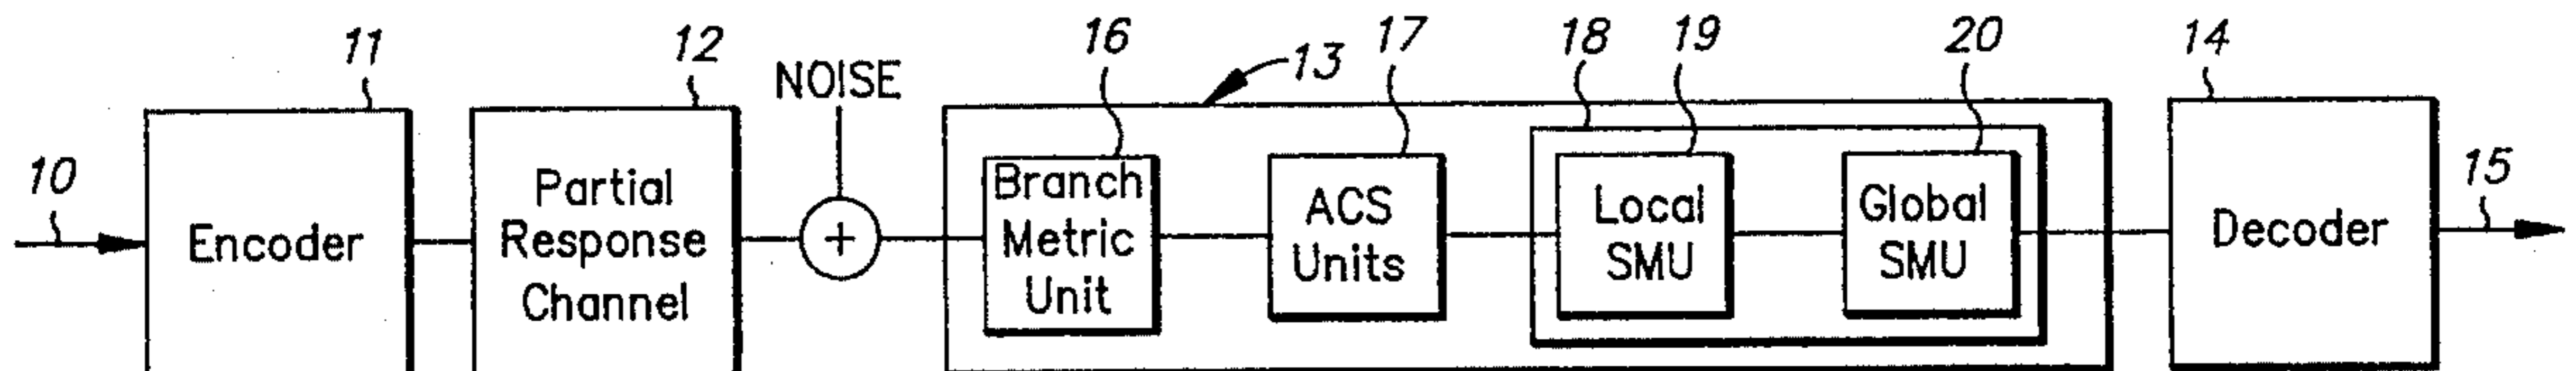 10
11
Encoder
12
Partial
Response
Channel
NOISE
+
13
16
Branch
Metric
Unit
17
ACS
Units
18
19
Local
SMU
20
Global
SMU
14
Decoder
15